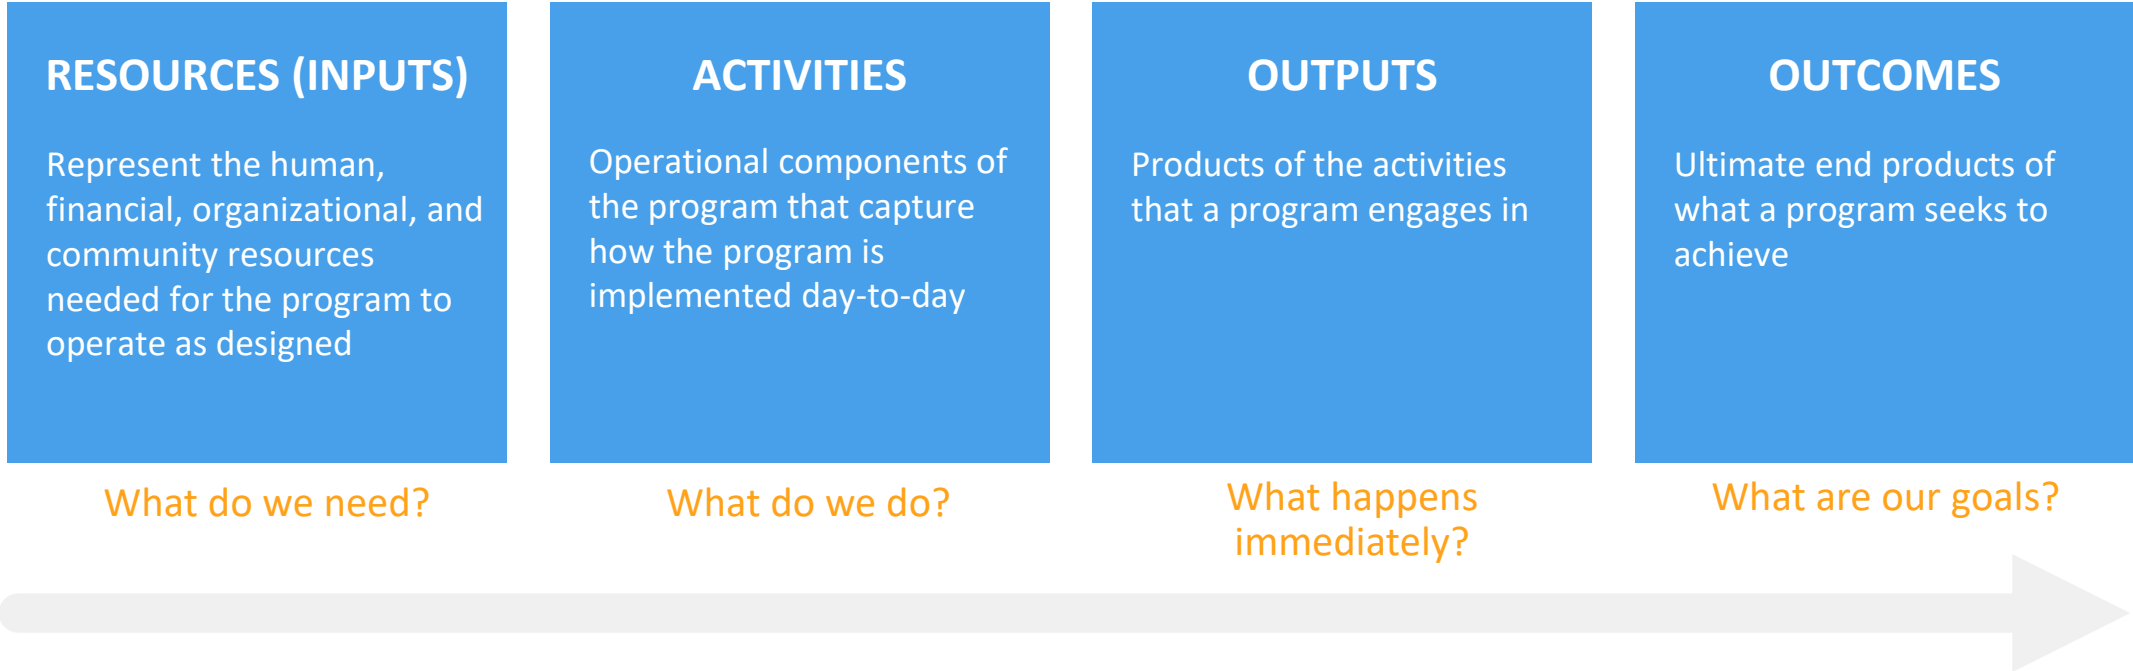 RESOURCES (INPUTS)
Represent the human,
financial, organizational, and
community resources
needed for the program to
operate as designed
What do we need?
ACTIVITIES
Operational components of
the program that capture
how the program is
implemented day-to-day
What do we do?
OUTPUTS
Products of the activities
that a program engages in
What happens
immediately?
OUTCOMES
Ultimate end products of
what a program seeks to
achieve
What are our goals?